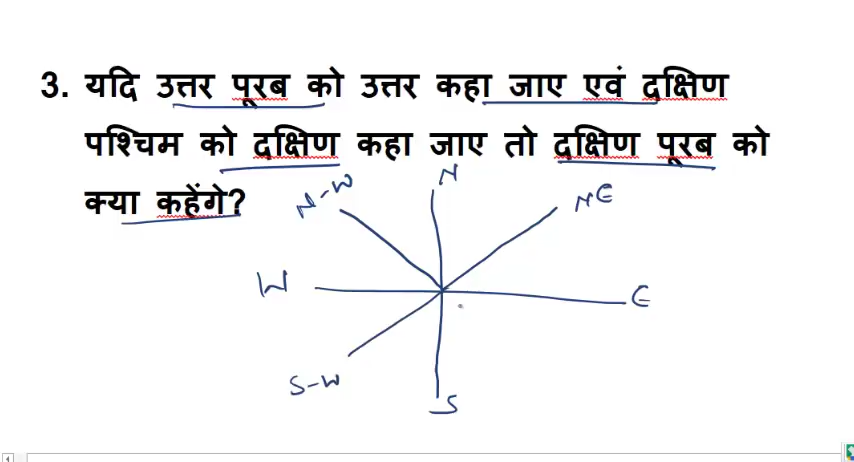 3. यदि उत्तर पूरब को उत्तर कहा जाए एवं दक्षिण
पश्चिम को दक्षिण कहा जाए तो दक्षिण पूरब को
क्या कहेंगे?
N-W
N
NE
W
E
S-W
S